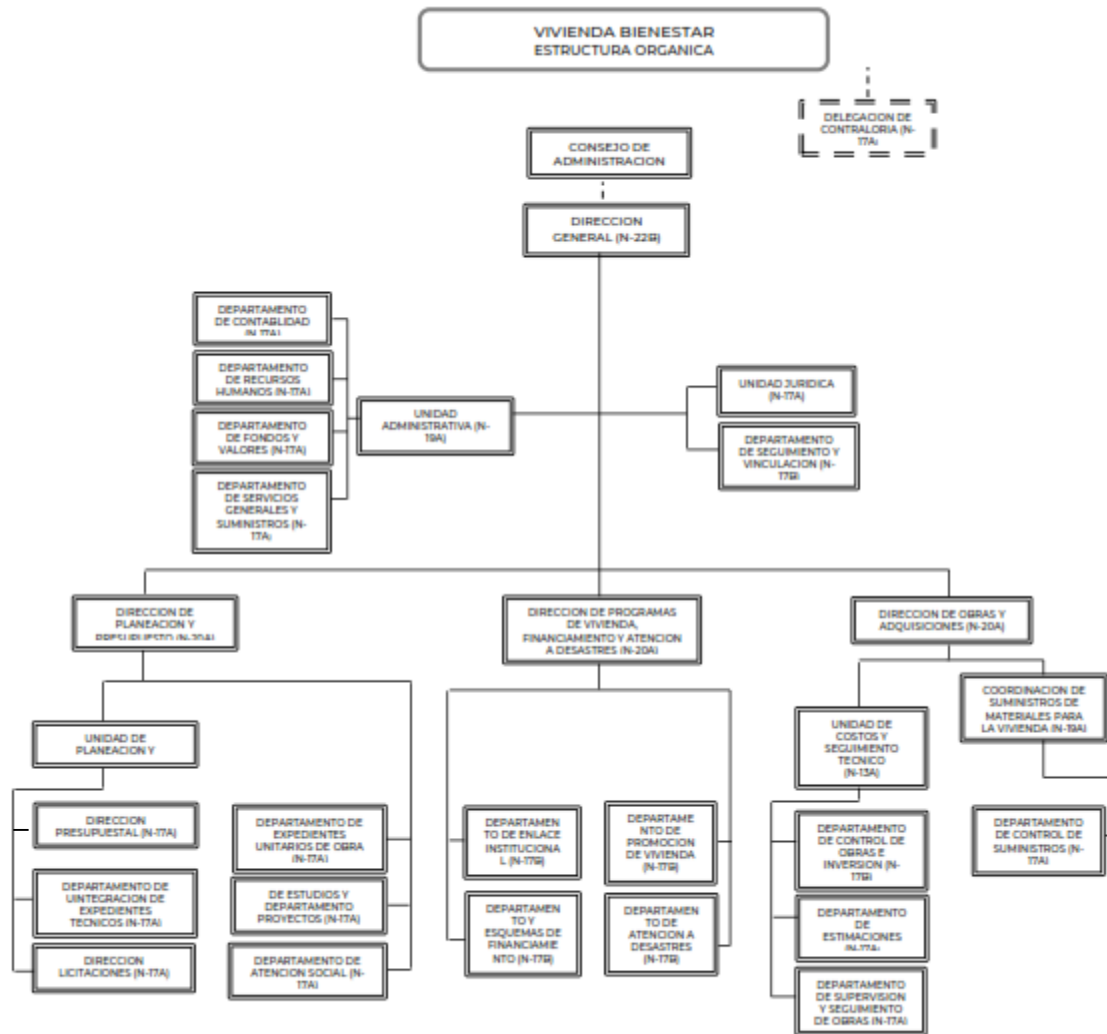 VIVIENDA BIENESTAR
ESTRUCTURA ORGANICA
DELEGACION DE
CONTRALORIA (N-
17A)
CONSEJO DE
ADMINISTRACION
DIRECCION
GENERAL (N-22B)
DEPARTAMENTO
DE CONTABLIDAD
(N-17A)
DEPARTAMENTO
DE RECURSOS
HUMANOS (N-17A)
DEPARTAMENTO
DE FONDOS Y
VALORES (N-17A)
DEPARTAMENTO
DE SERVICIOS
GENERALES Y
SUMINISTROS (N-
17A)
UNIDAD
ADMINISTRATIVA (N-
19A)
UNIDAD JURIDICA
(N-17A)
DEPARTAMENTO
DE SEGUIMIENTO Y
VINCULACION (N-
17B)
DIRECCION DE
PLANEACION Y
PRESUPUESTO (N-20A)
DIRECCION DE PROGRAMAS
DE VIVIENDA,
FINANCIAMIENTO Y ATENCION
A DESASTRES (N-20A)
DIRECCION DE OBRAS Y
ADQUISICIONES (N-20A)
UNIDAD DE
PLANEACION Y
UNIDAD DE
COSTOS Y
SEGUIMIENTO
TECNICO
(N-13A)
COORDINACION DE
SUMINISTROS DE
MATERIALES PARA
LA VIVIENDA (N-19A)
DIRECCION
PRESUPUESTAL (N-17A)
DEPARTAMENTO DE
UINTEGRACION DE
EXPEDIENTES
TECNICOS (N-17A)
DIRECCION
LICITACIONES (N-17A)
DEPARTAMENTO DE
EXPEDIENTES
UNITARIOS DE OBRA
(N-17A)
DE ESTUDIOS Y
DEPARTAMENTO
PROYECTOS (N-17A)
DEPARTAMENTO DE
ATENCION SOCIAL (N-
17A)
DEPARTAMEN
TO DE ENLACE
INSTITUCIONA
L (N-17B)
DEPARTAMEN
TO Y
ESQUEMAS DE
FINANCIAMIE
NTO (N-17B)
DEPARTAME
NTO DE
PROMOCION
DE VIVIENDA
(N-17B)
DEPARTAMEN
TO DE
ATENCION A
DESASTRES
(N-17B)
DEPARTAMENTO
DE CONTROL DE
OBRAS E
INVERSION (N-
17B)
DEPARTAMENTO
DE
ESTIMACIONES
(N-17A)
DEPARTAMENTO
DE SUPERVISION
Y SEGUIMIENTO
DE OBRAS (N-17A)
DEPARTAMENTO
DE CONTROL DE
SUMINISTROS (N-
17A)